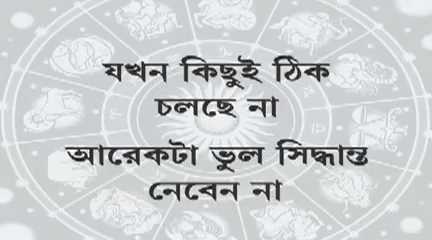 যখন কিছুই ঠিক
চলছে না
আরেকটা ভুল সিদ্ধান্ত
নেবেন না